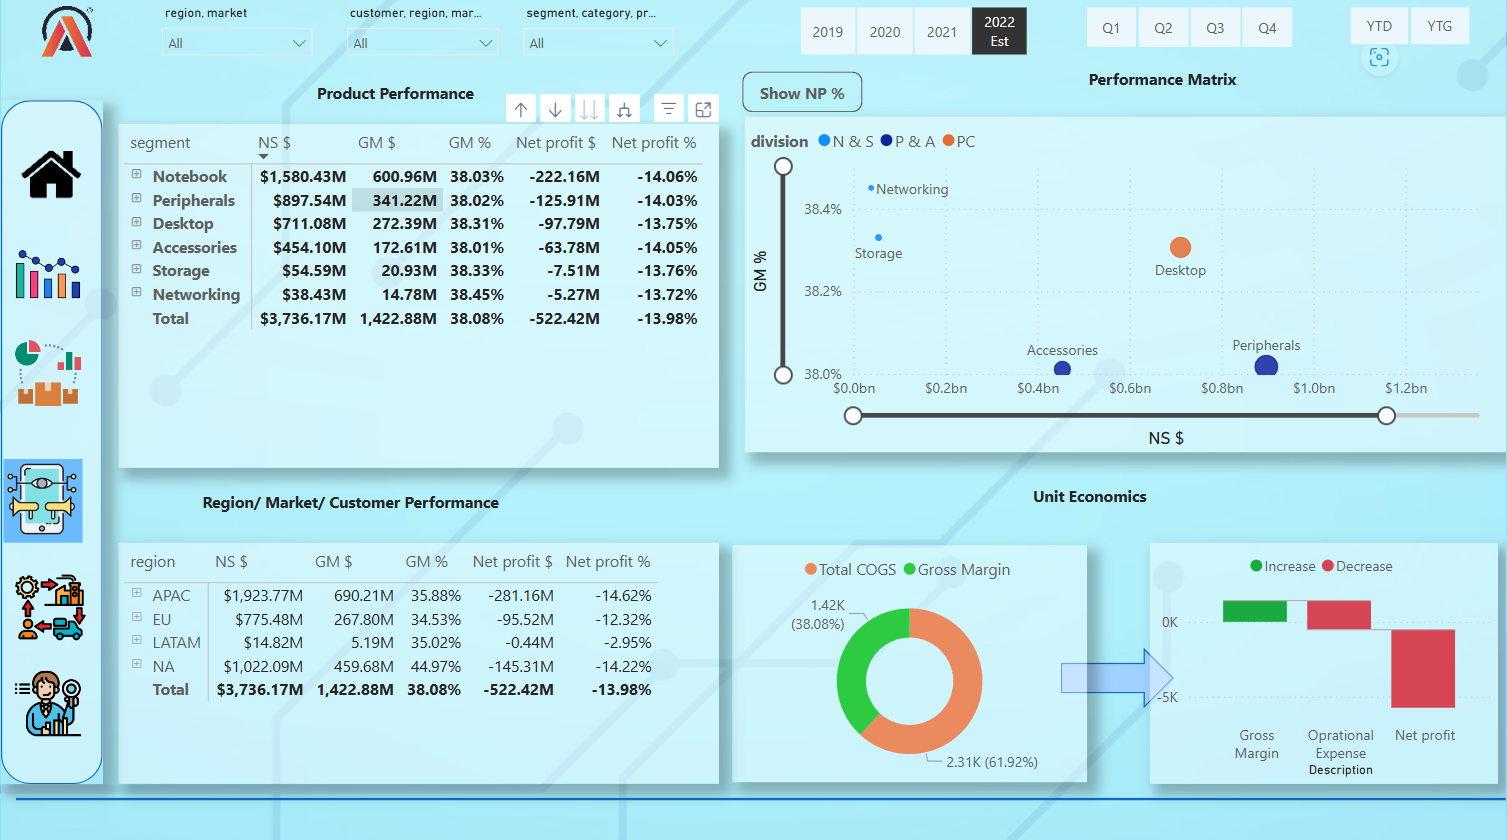 region, market
customer, region, mar...
segment, category, pr...
All
All
All
2019
2020
2021
2022
Est
Q1
Q2
Q3
Q4
YTD
YTG
Product Performance
segment NS $ GM $ GM % Net profit $ Net profit %
Notebook $1,580.43M 600.96M 38.03% -222.16M -14.06%
Peripherals $897.54M 341.22M 38.02% -125.91M -14.03%
Desktop $711.08M 272.39M 38.31% -97.79M -13.75%
Accessories $454.10M 172.61M 38.01% -63.78M -14.05%
Storage $54.59M 20.93M 38.33% -7.51M -13.76%
Networking $38.43M 14.78M 38.45% -5.27M -13.72%
Total $3,736.17M 1,422.88M 38.08% -522.42M -13.98%
Show NP %
Performance Matrix
division N & S P & A PC
Networking
38.4%
Storage
Desktop
GM %
38.2%
Accessories
Peripherals
38.0%
$0.0bn $0.2bn $0.4bn $0.6bn $0.8bn $1.0bn $1.2bn
NS $
Region/ Market/ Customer Performance
region NS $ GM $ GM % Net profit $ Net profit %
APAC $1,923.77M 690.21M 35.88% -281.16M -14.62%
EU $775.48M 267.80M 34.53% -95.52M -12.32%
LATAM $14.82M 5.19M 35.02% -0.44M -2.95%
NA $1,022.09M 459.68M 44.97% -145.31M -14.22%
Total $3,736.17M 1,422.88M 38.08% -522.42M -13.98%
Unit Economics
Total COGS Gross Margin
1.42K
(38.08%)
2.31K (61.92%)
Increase Decrease
0K
-5K
Gross
Margin
Oprational
Expense
Net profit
Description